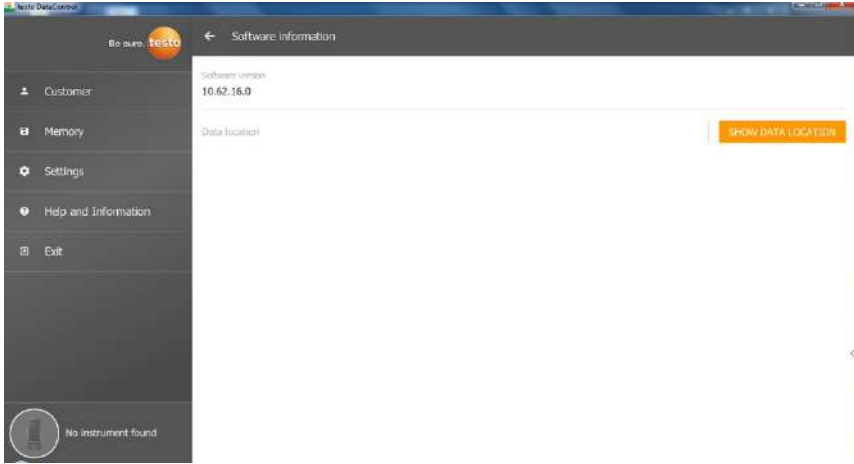 testo DataControl
Be sure. testo
Customer
Memory
Settings
Help and Information
Exit
No instrument found
Software information
Software version
10.62.16.0
Data location
SHOW DATA LOCATION